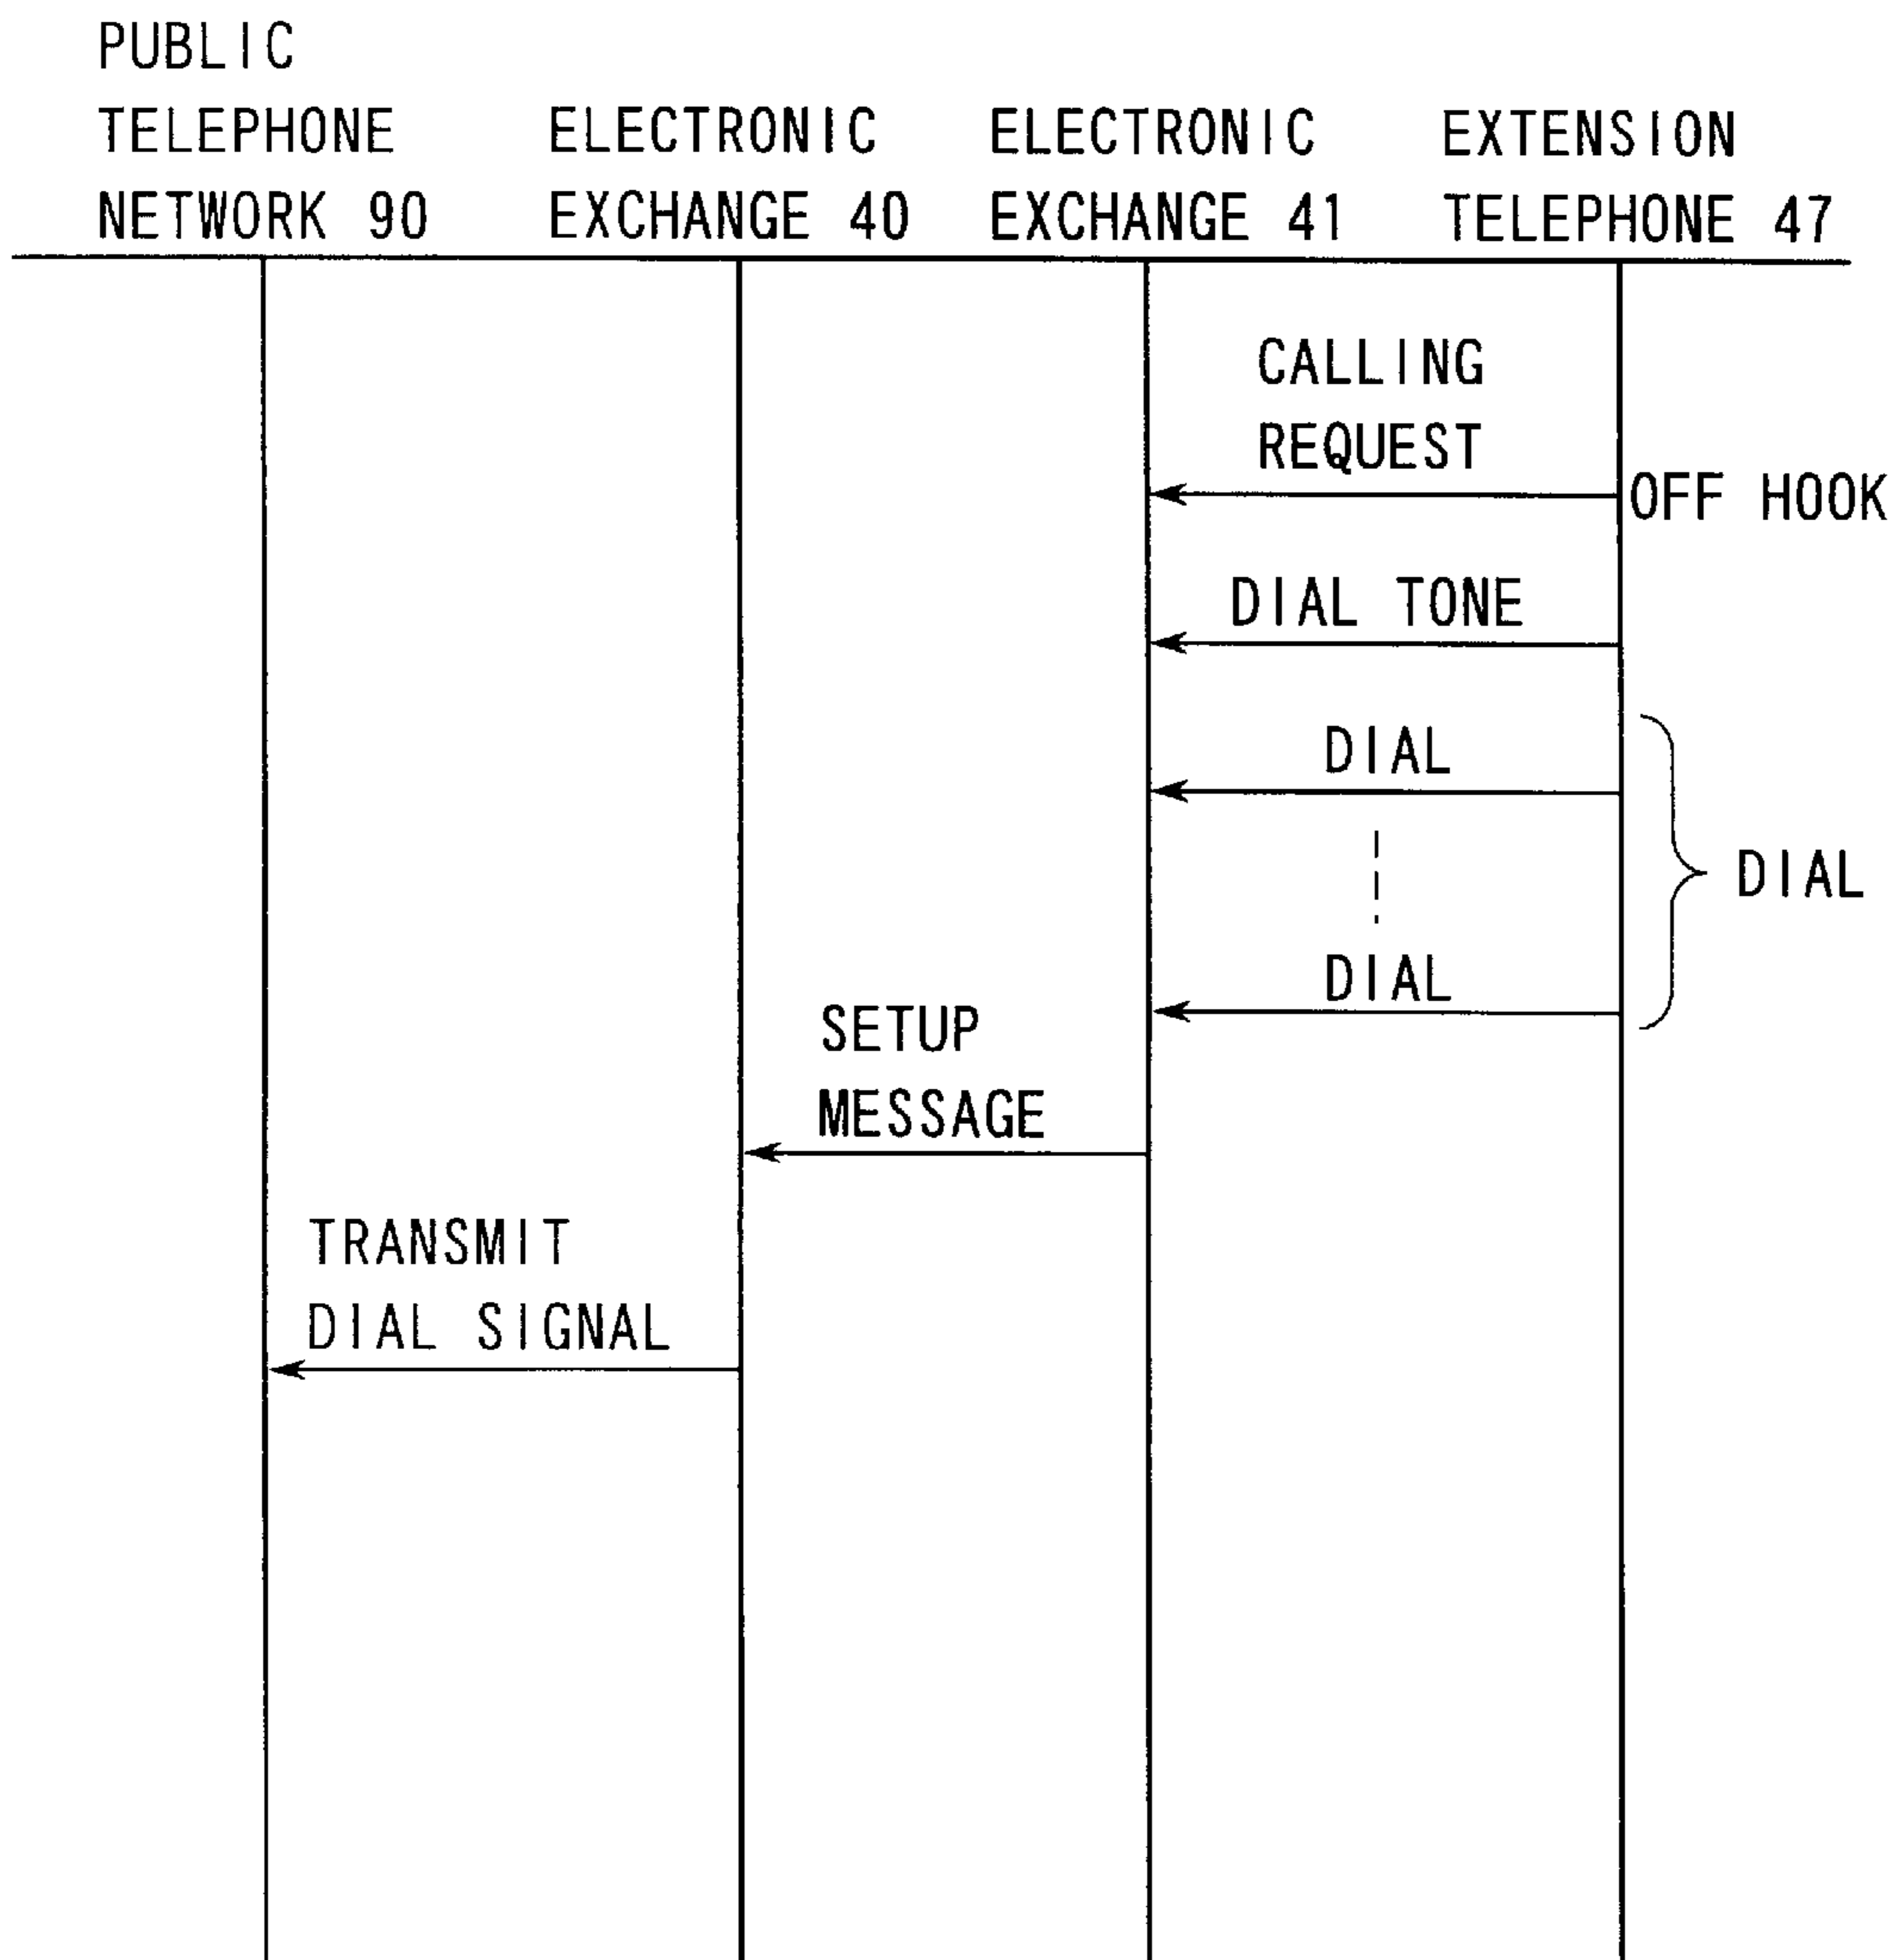 PUBLIC
TELEPHONE
NETWORK 90
ELECTRONIC
EXCHANGE 40
ELECTRONIC
EXCHANGE 41
EXTENSION
TELEPHONE 47
CALLING
REQUEST
OFF HOOK
DIAL TONE
DIAL
DIAL
DIAL
SETUP
MESSAGE
TRANSMIT
DIAL SIGNAL